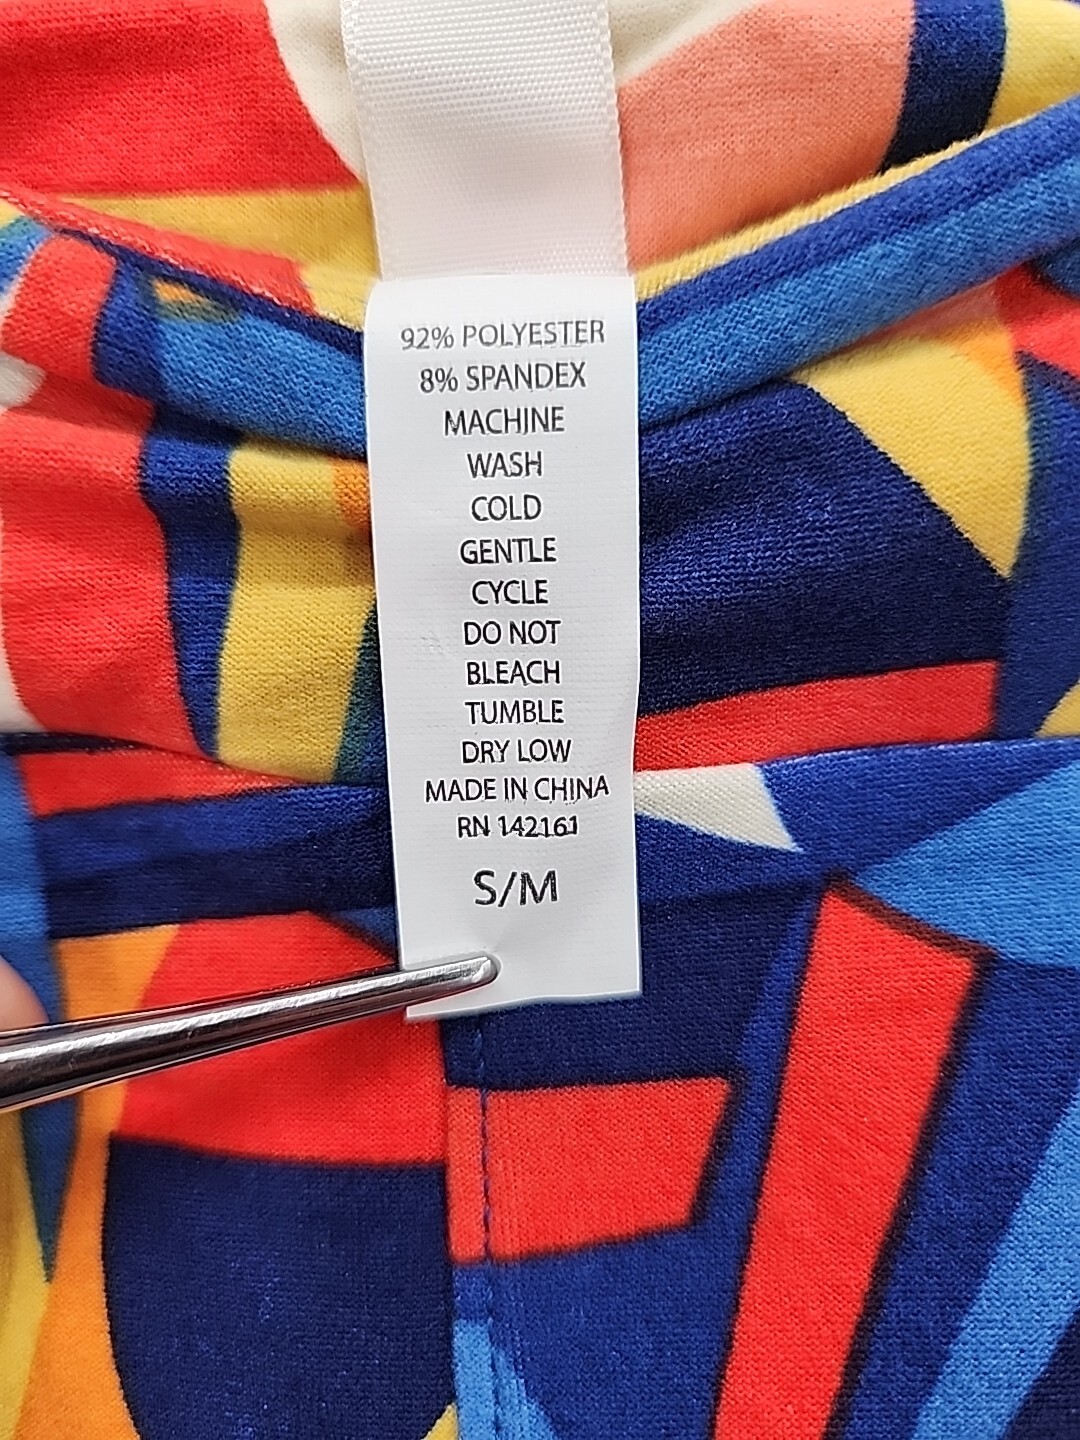 92% POLYESTER
8% SPANDEX
MACHINE
WASH
COLD
GENTLE
CYCLE
DO NOT
BLEACH
TUMBLE
DRY LOW
MADE IN CHINA
RN 142161
S/M